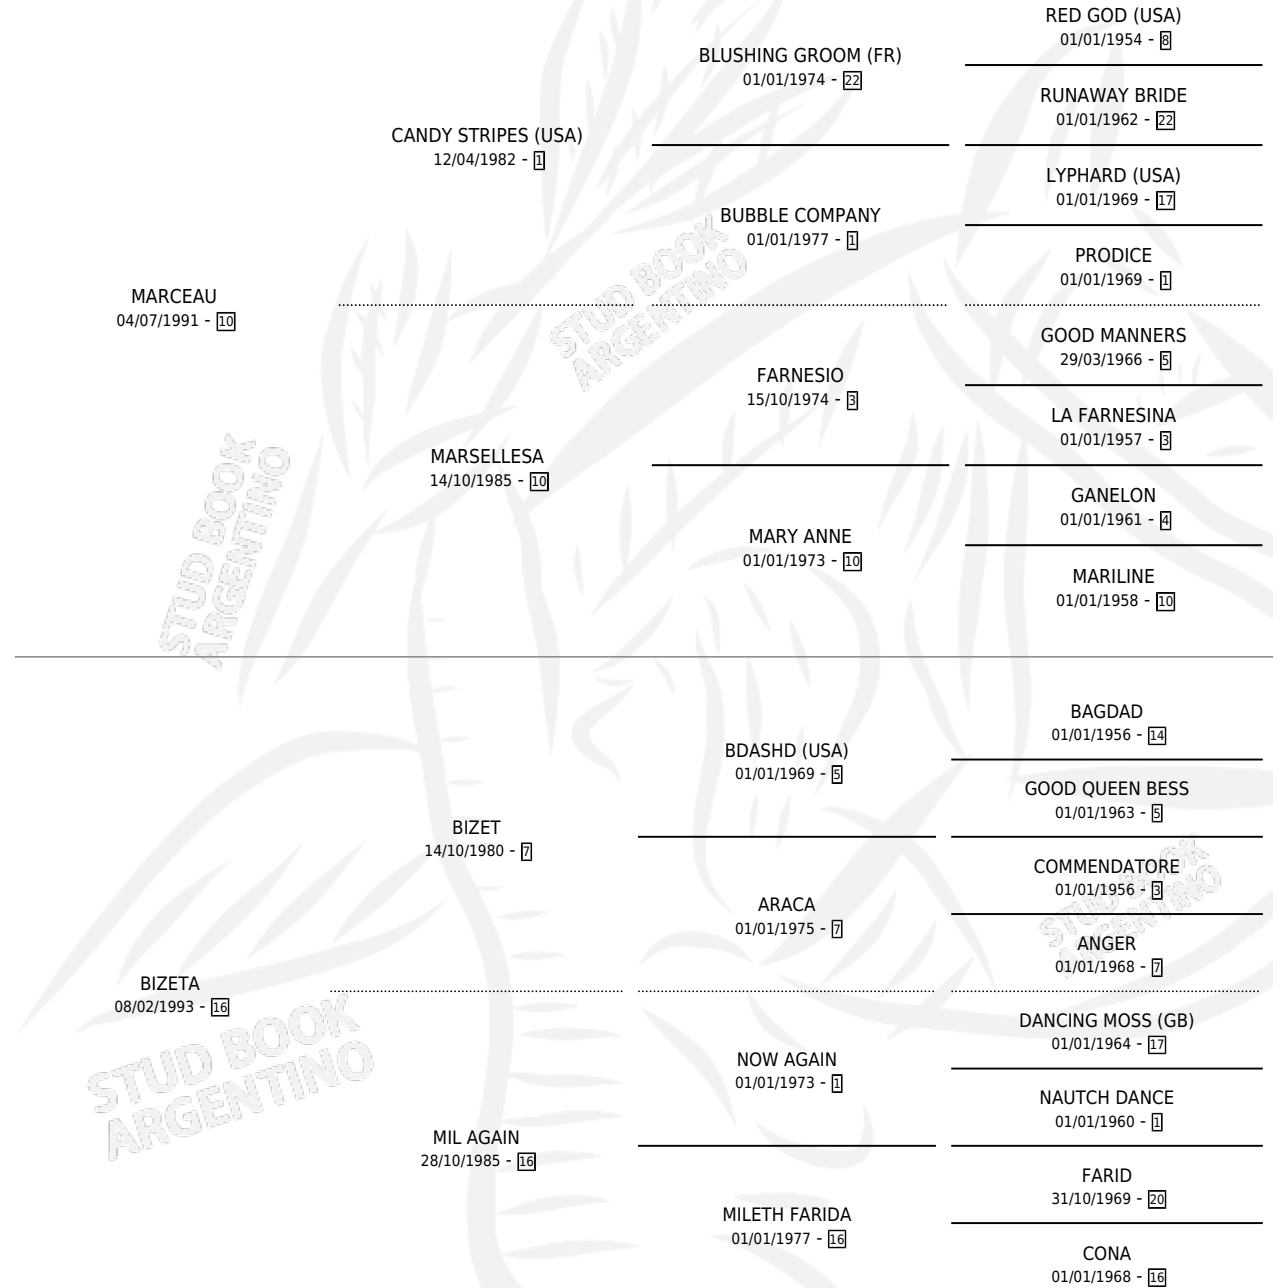 RED GOD (USA)
01/01/1954 - 8
BLUSHING GROOM (FR)
01/01/1974 - 22
RUNAWAY BRIDE
01/01/1962 - 22
CANDY STRIPES (USA)
12/04/1982 - 1
LYPHARD (USA)
01/01/1969 - 17
BUBBLE COMPANY
01/01/1977 - 1
PRODICE
01/01/1969 - 1
MARCEAU
04/07/1991 - 10
GOOD MANNERS
29/03/1966 - 5
FARNESIO
15/10/1974 - 3
LA FARNESINA
01/01/1957 - 3
MARSELLESA
14/10/1985 - 10
GANELON
01/01/1961 - 4
MARY ANNE
01/01/1973 - 10
MARILINE
01/01/1958 - 10
STUD BOOK
ARGENTINO
STUD BOOK
ARGENTINO
BAGDAD
01/01/1956 - 14
BDASHD (USA)
01/01/1969 - 5
GOOD QUEEN BESS
01/01/1963 - 5
BIZET
14/10/1980 - 7
COMMENDATORE
01/01/1956 - 3
ARACA
01/01/1975 - 7
ANGER
01/01/1968 - 7
BIZETA
08/02/1993 - 16
DANCING MOSS (GB)
01/01/1964 - 17
NOW AGAIN
01/01/1973 - 1
NAUTCH DANCE
01/01/1960 - 1
MIL AGAIN
28/10/1985 - 16
FARID
31/10/1969 - 20
MILETH FARIDA
01/01/1977 - 16
CONA
01/01/1968 - 16
STUD BOOK
ARGENTINO
STUD BOOK
ARGENTINO